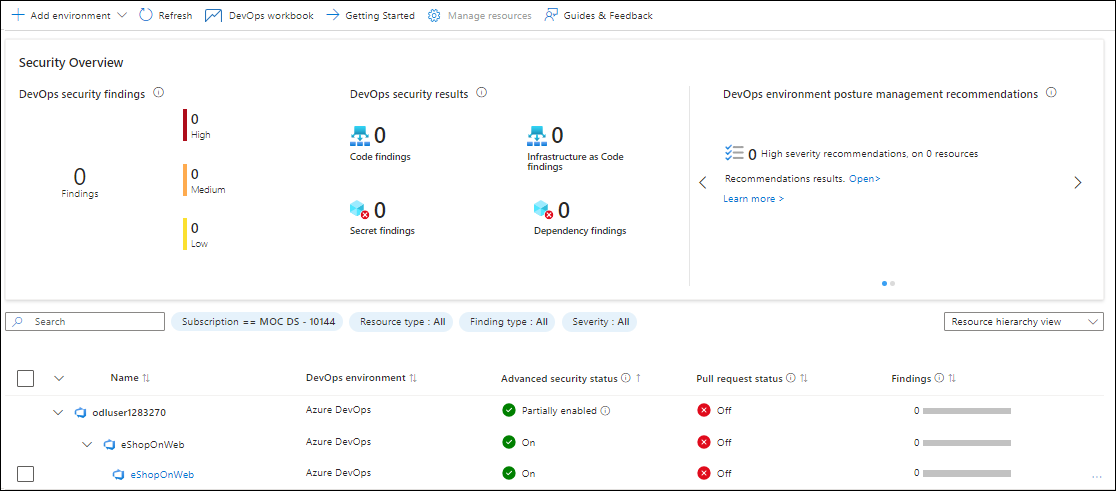 Add environment Refresh DevOps workbook Getting Started Manage resources Guides & Feedback
Security Overview
DevOps security findings
0
Findings
0
High
0
Medium
0
Low
DevOps security results
0
Code findings
0
Infrastructure as Code
findings
0
Secret findings
0
Dependency findings
DevOps environment posture management recommendations
0 High severity recommendations, on 0 resources
Recommendations results. Open>
Learn more >
Search Subscription == MOC DS - 10144 Resource type : All Finding type : All Severity : All Resource hierarchy view
Name DevOps environment Advanced security status Pull request status Findings
odluser1283270 Azure DevOps Partially enabled Off 0
eShopOnWeb Azure DevOps On Off 0
eShopOnWeb Azure DevOps On Off 0